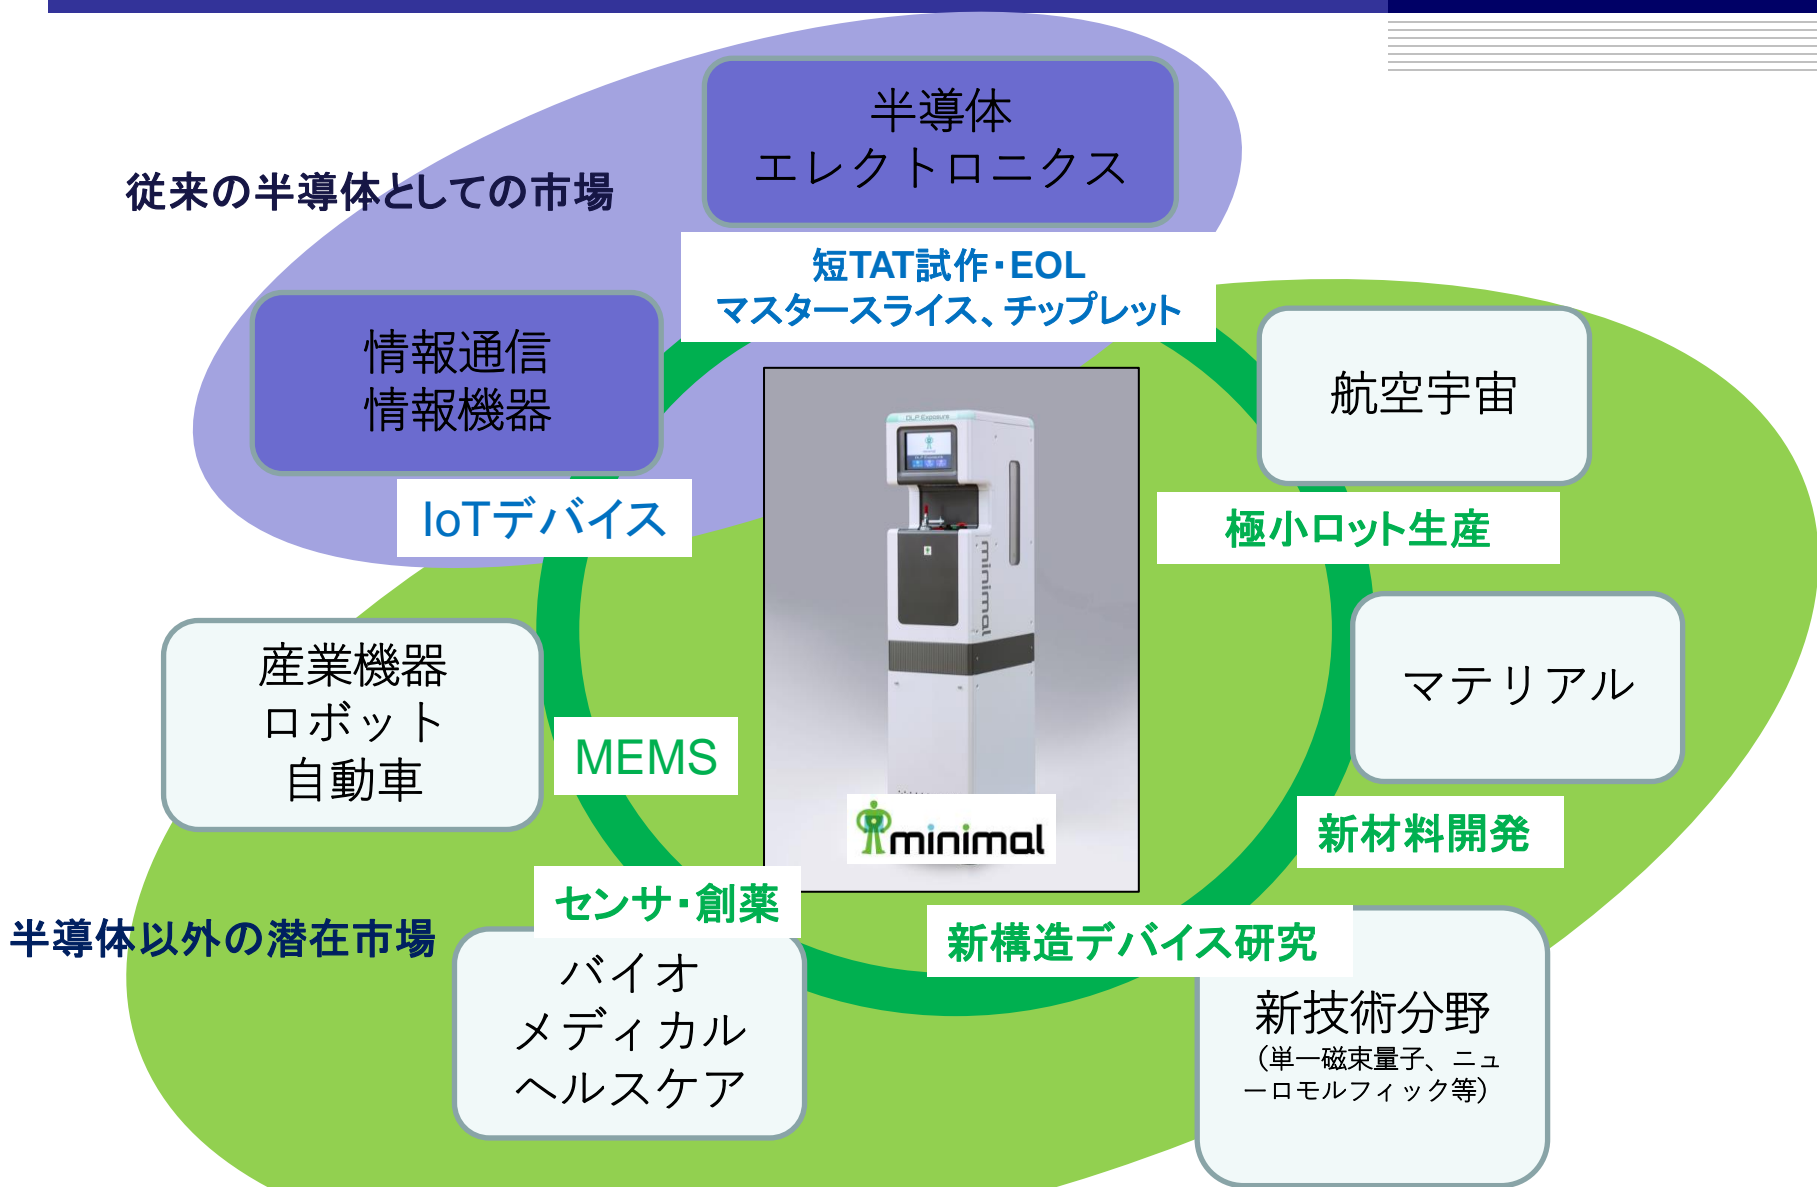 半導体
エレクトロニクス
従来の半導体としての市場
短TAT試作・EOL
マスタースライス、チップレット
情報通信
情報機器
航空宇宙
IoTデバイス
極小ロット生産
DLP Exposure
minimal
産業機器
ロボット
自動車
マテリアル
MEMS
minimal
新材料開発
センサ・創薬
半導体以外の潜在市場
新構造デバイス研究
バイオ
メディカル
ヘルスケア
新技術分野
（単一磁束量子、ニュ
ーロモルフィック等）